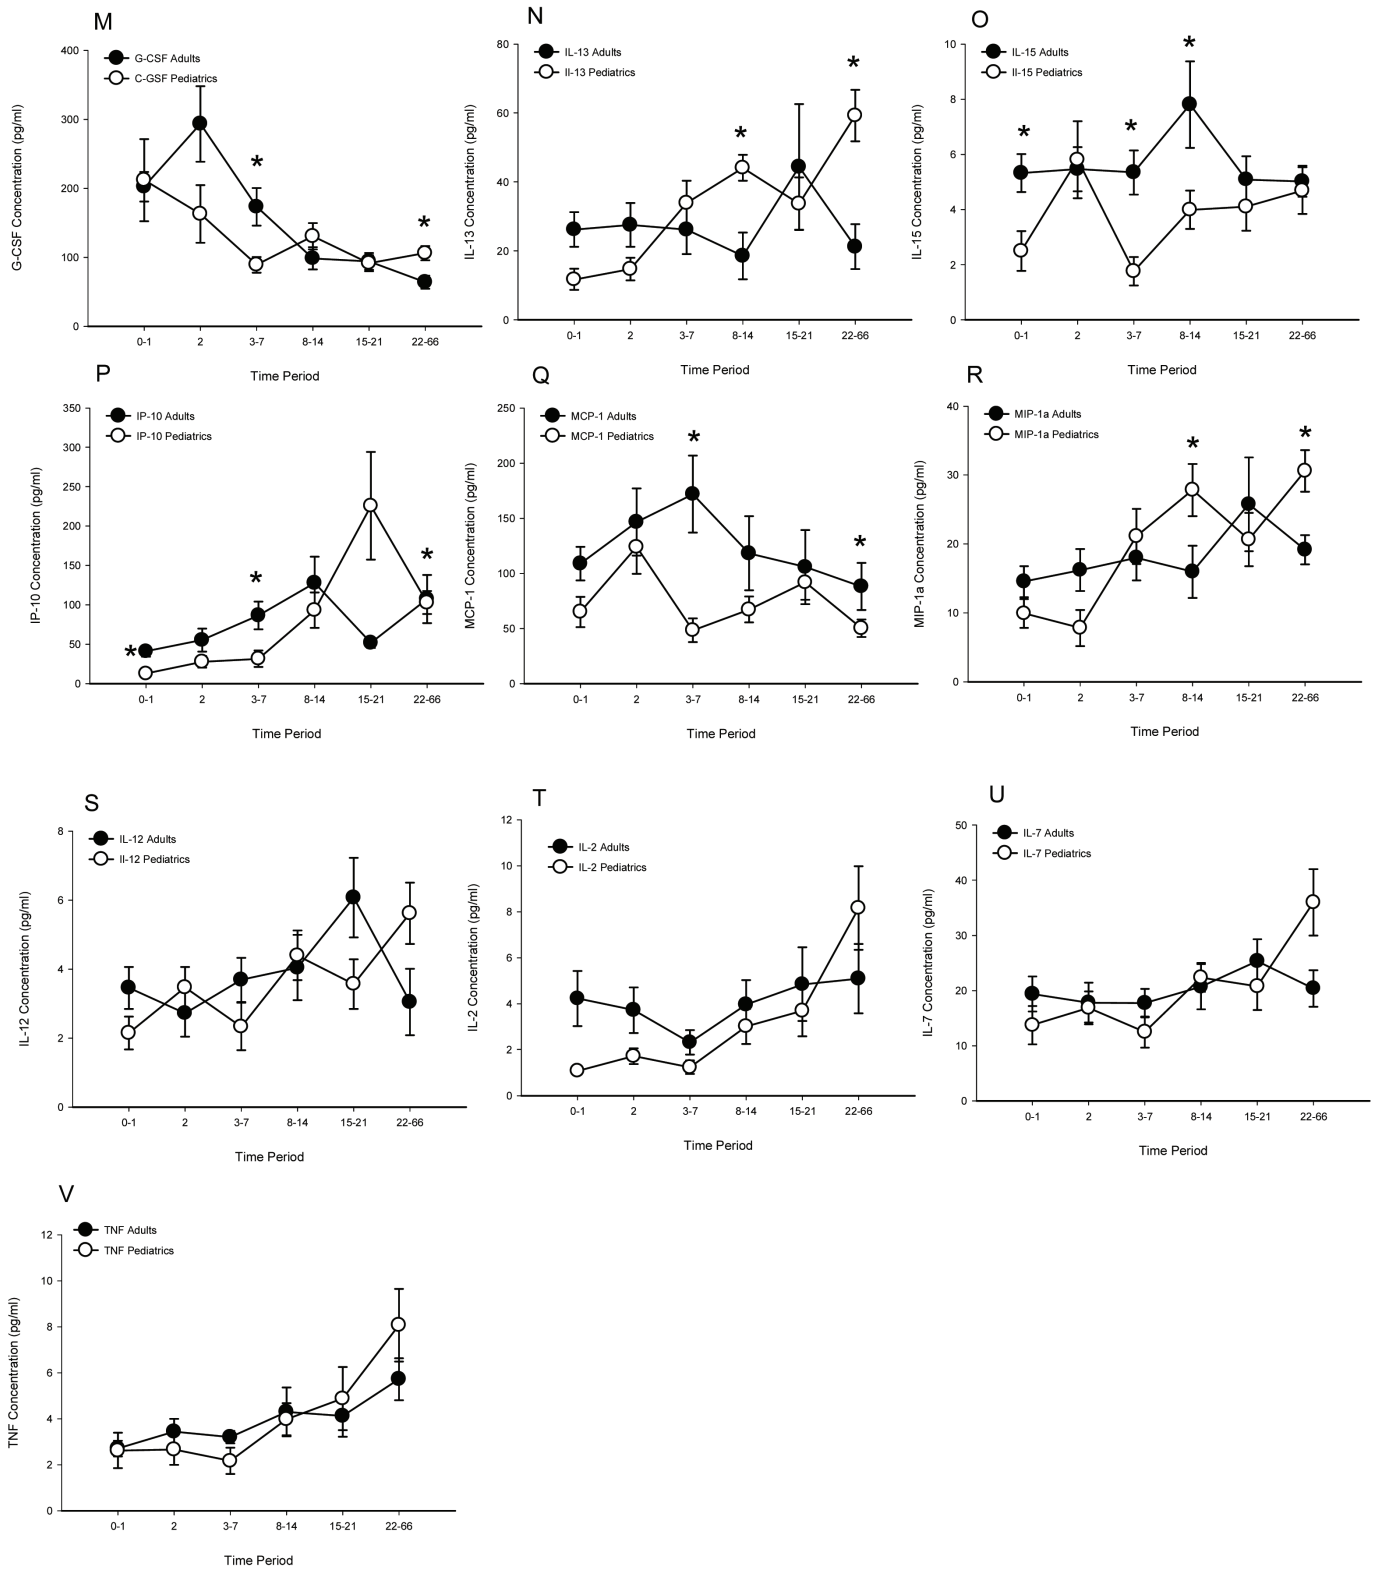 M
G-CSF Adults
C-GSF Pediatrics
G-CSF Concentration (pg/ml)
400
300
200
100
0
*
*
0-1 2 3-7 8-14 15-21 22-66
Time Period
N
IL-13 Adults
Il-13 Pediatrics
IL-13 Concentration (pg/ml)
80
60
40
20
0
*
*
0-1 2 3-7 8-14 15-21 22-66
Time Period
O
IL-15 Adults
Il-15 Pediatrics
IL-15 Concentration (pg/ml)
10
8
6
4
2
0
*
*
*
0-1 2 3-7 8-14 15-21 22-66
Time Period
P
IP-10 Adults
IP-10 Pediatrics
IP-10 Concentration (pg/ml)
350
300
250
200
150
100
50
0
*
*
*
0-1 2 3-7 8-14 15-21 22-66
Time Period
Q
MCP-1 Adults
MCP-1 Pediatrics
MCP-1 Concentration (pg/ml)
250
200
150
100
50
0
*
*
0-1 2 3-7 8-14 15-21 22-66
Time Period
R
MIP-1a Adults
MIP-1a Pediatrics
MIP-1a Concentration (pg/ml)
40
30
20
10
0
*
*
0-1 2 3-7 8-14 15-21 22-66
Time Period
S
IL-12 Adults
Il-12 Pediatrics
IL-12 Concentration (pg/ml)
8
6
4
2
0
0-1 2 3-7 8-14 15-21 22-66
Time Period
T
IL-2 Adults
IL-2 Pediatrics
IL-2 Concentration (pg/ml)
12
10
8
6
4
2
0
0-1 2 3-7 8-14 15-21 22-66
Time Period
U
IL-7 Adults
IL-7 Pediatrics
IL-7 Concentration (pg/ml)
50
40
30
20
10
0
0-1 2 3-7 8-14 15-21 22-66
Time Period
V
TNF Adults
TNF Pediatrics
TNF Concentration (pg/ml)
12
10
8
6
4
2
0
0-1 2 3-7 8-14 15-21 22-66
Time Period